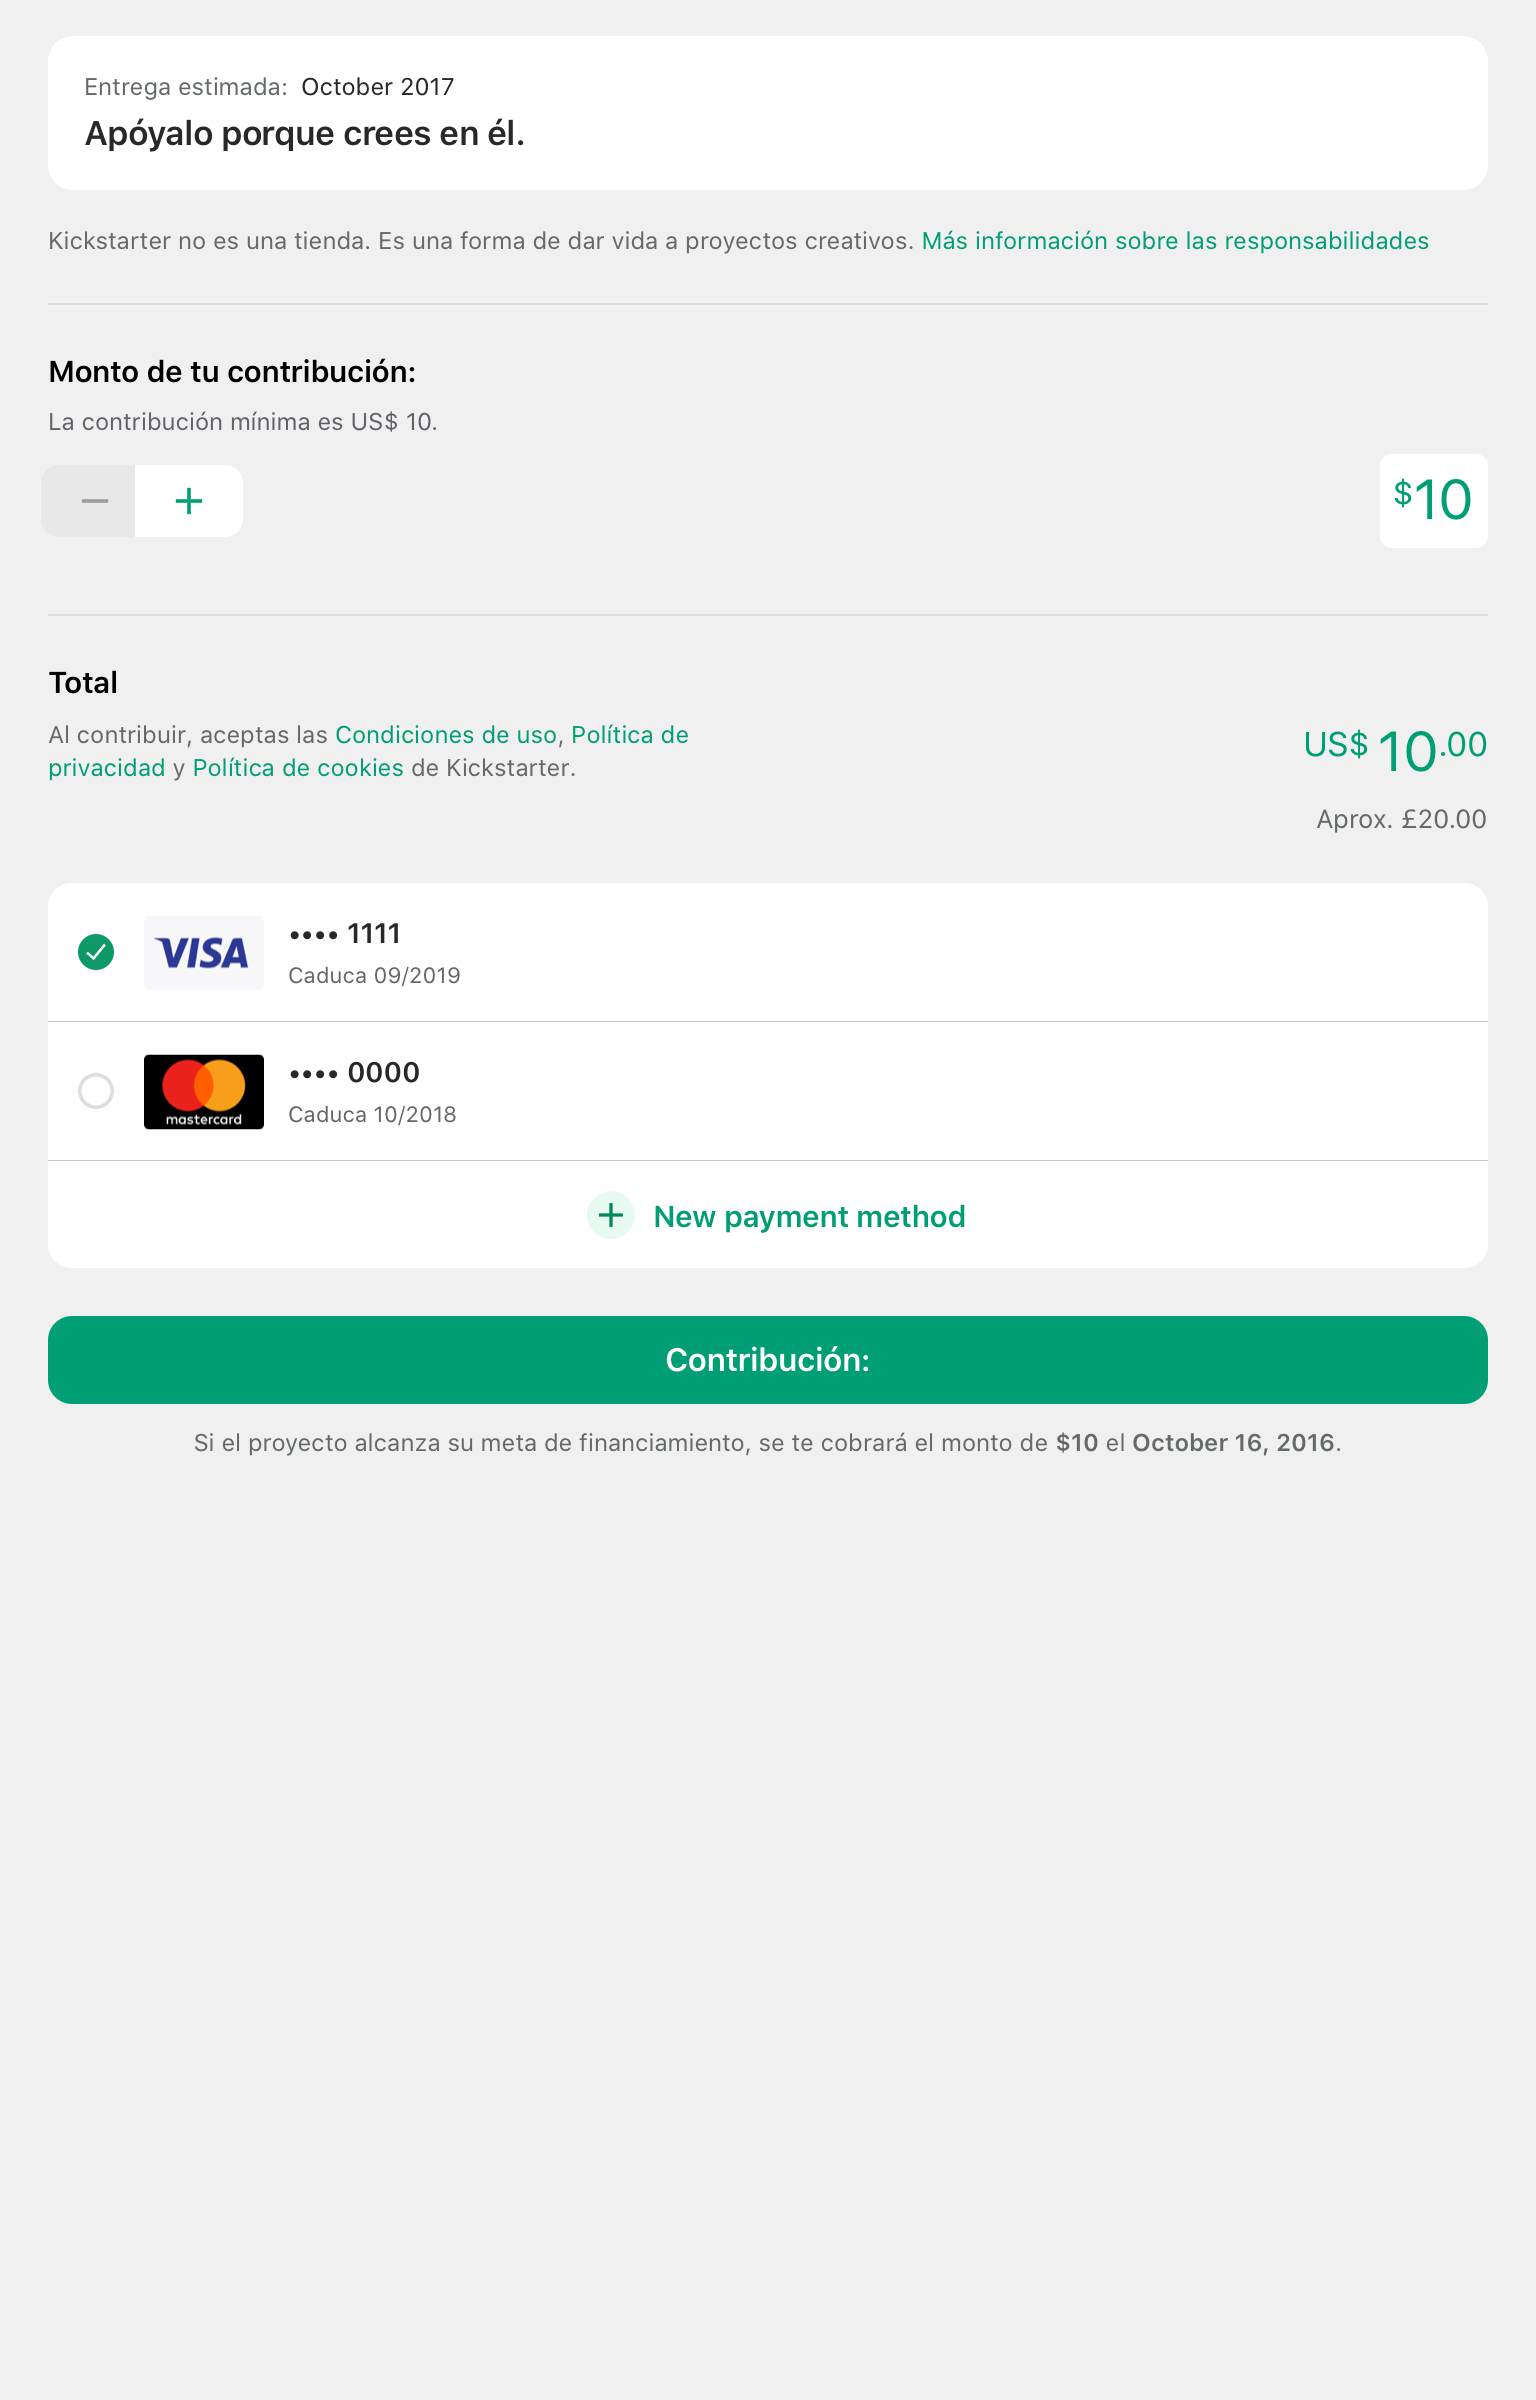 Entrega estimada: October 2017
Apóyalo porque crees en él.
Kickstarter no es una tienda. Es una forma de dar vida a proyectos creativos. Más información sobre las responsabilidades
Monto de tu contribución:
La contribución mínima es US$ 10.
$10
Total
Al contribuir, aceptas las Condiciones de uso, Política de
privacidad y Política de cookies de Kickstarter.
US$ 10.00
Aprox. £20.00
VISA
•••• 1111
Caduca 09/2019
mastercard
•••• 0000
Caduca 10/2018
New payment method
Contribución:
Si el proyecto alcanza su meta de financiamiento, se te cobrará el monto de $10 el October 16, 2016.